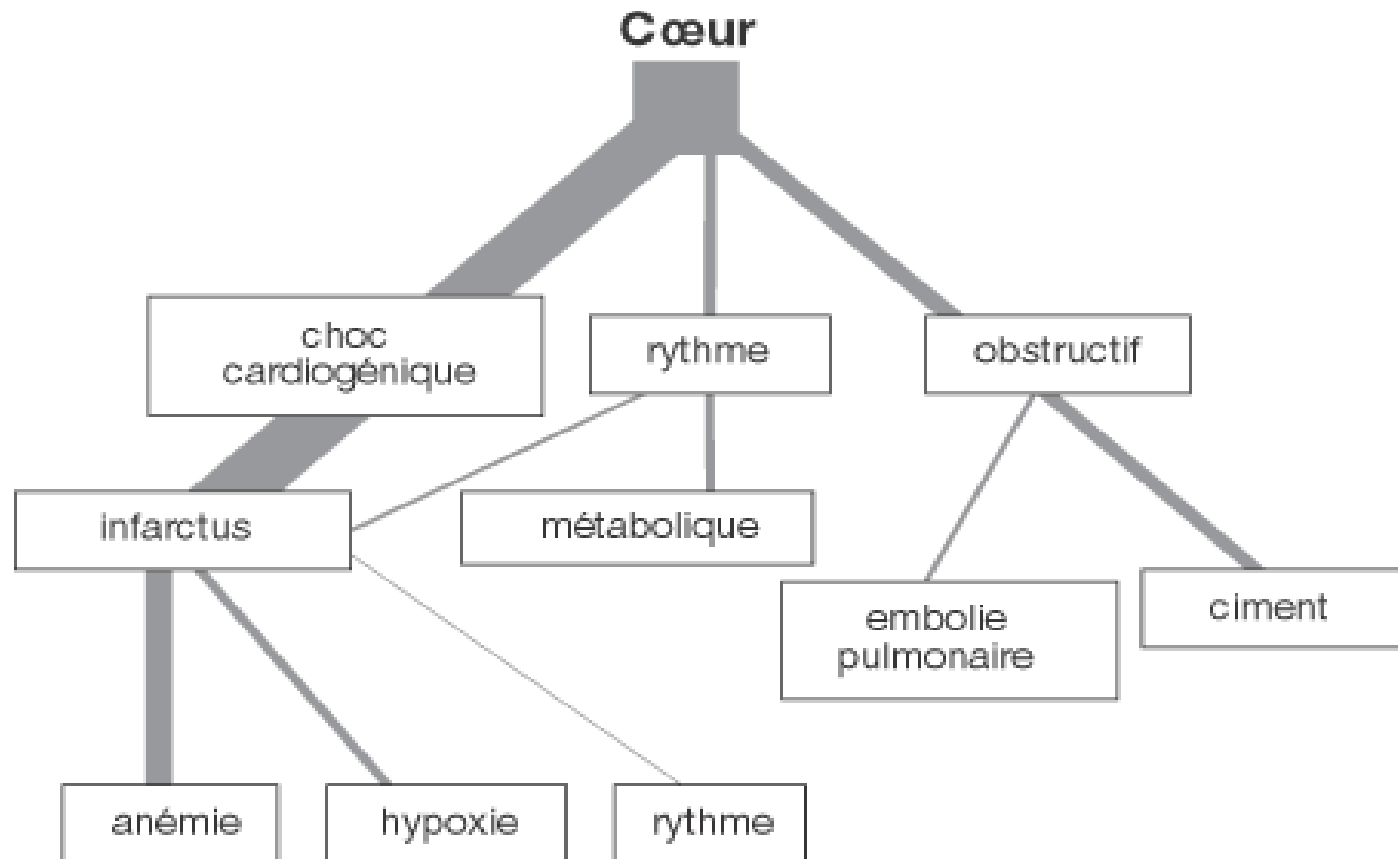 Cœur
choc
cardiogénique
rythme
obstructif
infarctus
métabolique
embolie
pulmonaire
ciment
anémie
hypoxie
rythme